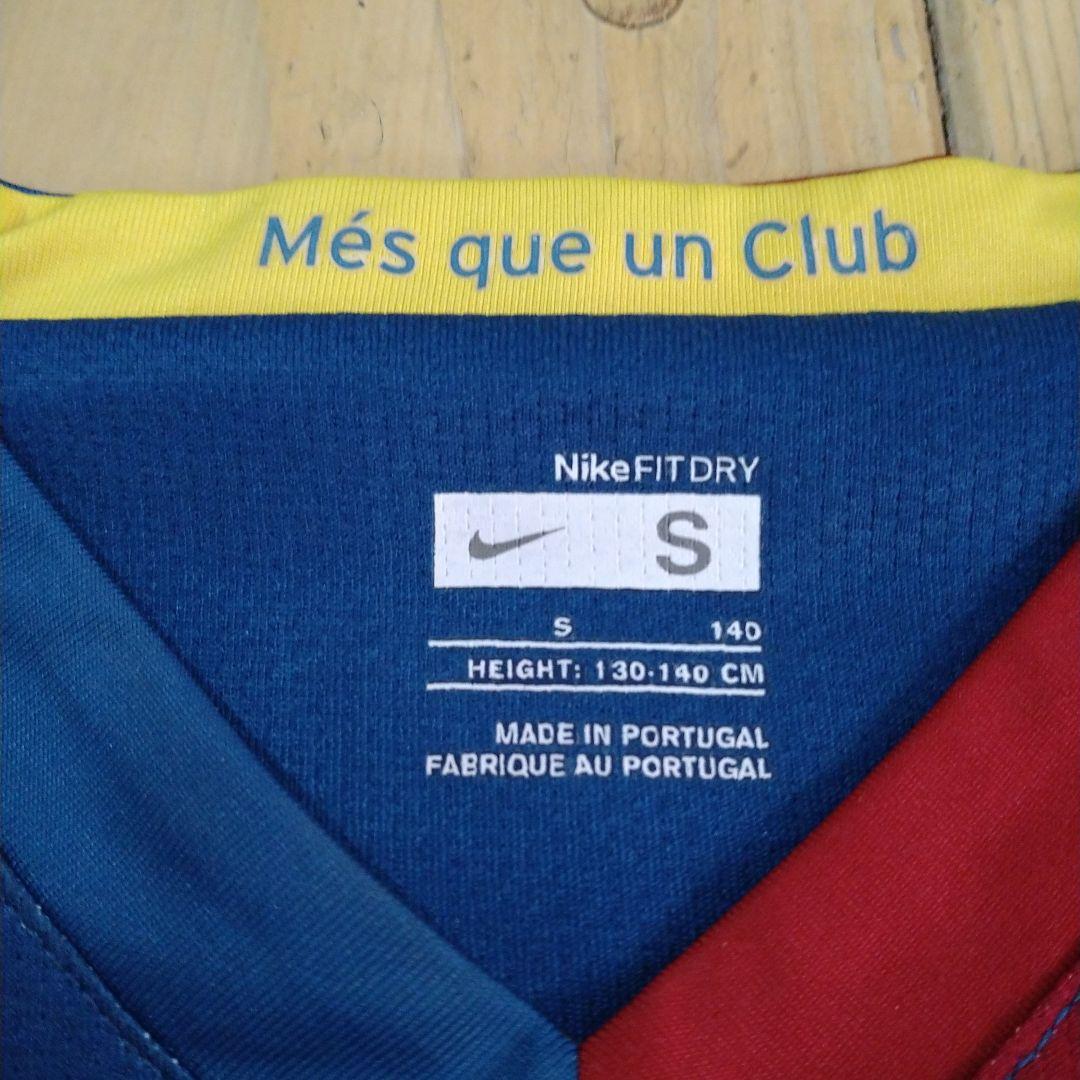 Més que un Club
NikeFITDRY
S
S 140
HEIGHT: 130-140 CM
MADE IN PORTUGAL
FABRIQUE AU PORTUGAL